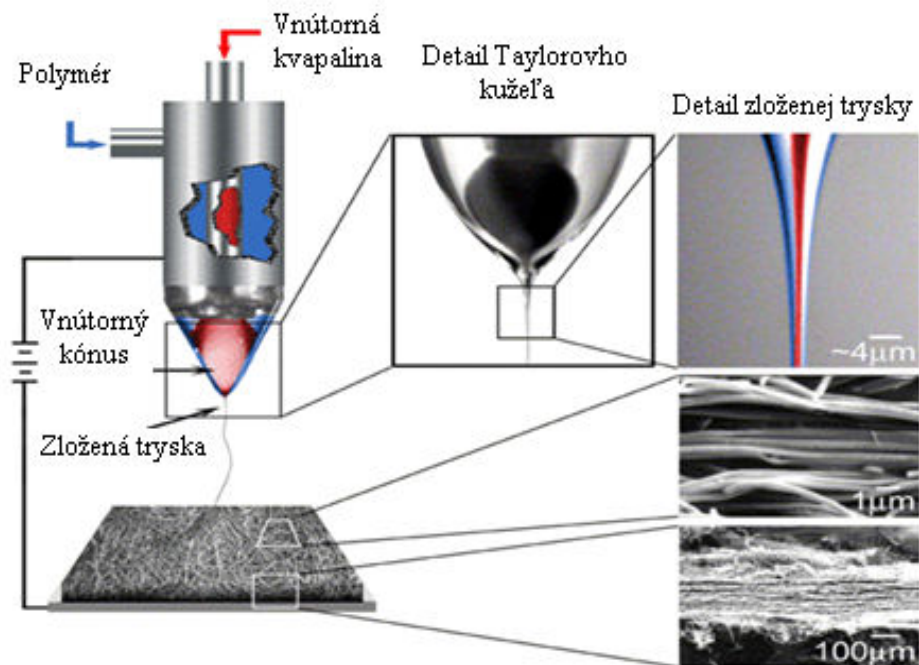 Vnútorná
kvapalina
Polymér
Detail Taylorovho
kužeľa
Detail zloženej trysky
Vnútorný
kónus
Zložená tryska
~4μm
1μm
100μm